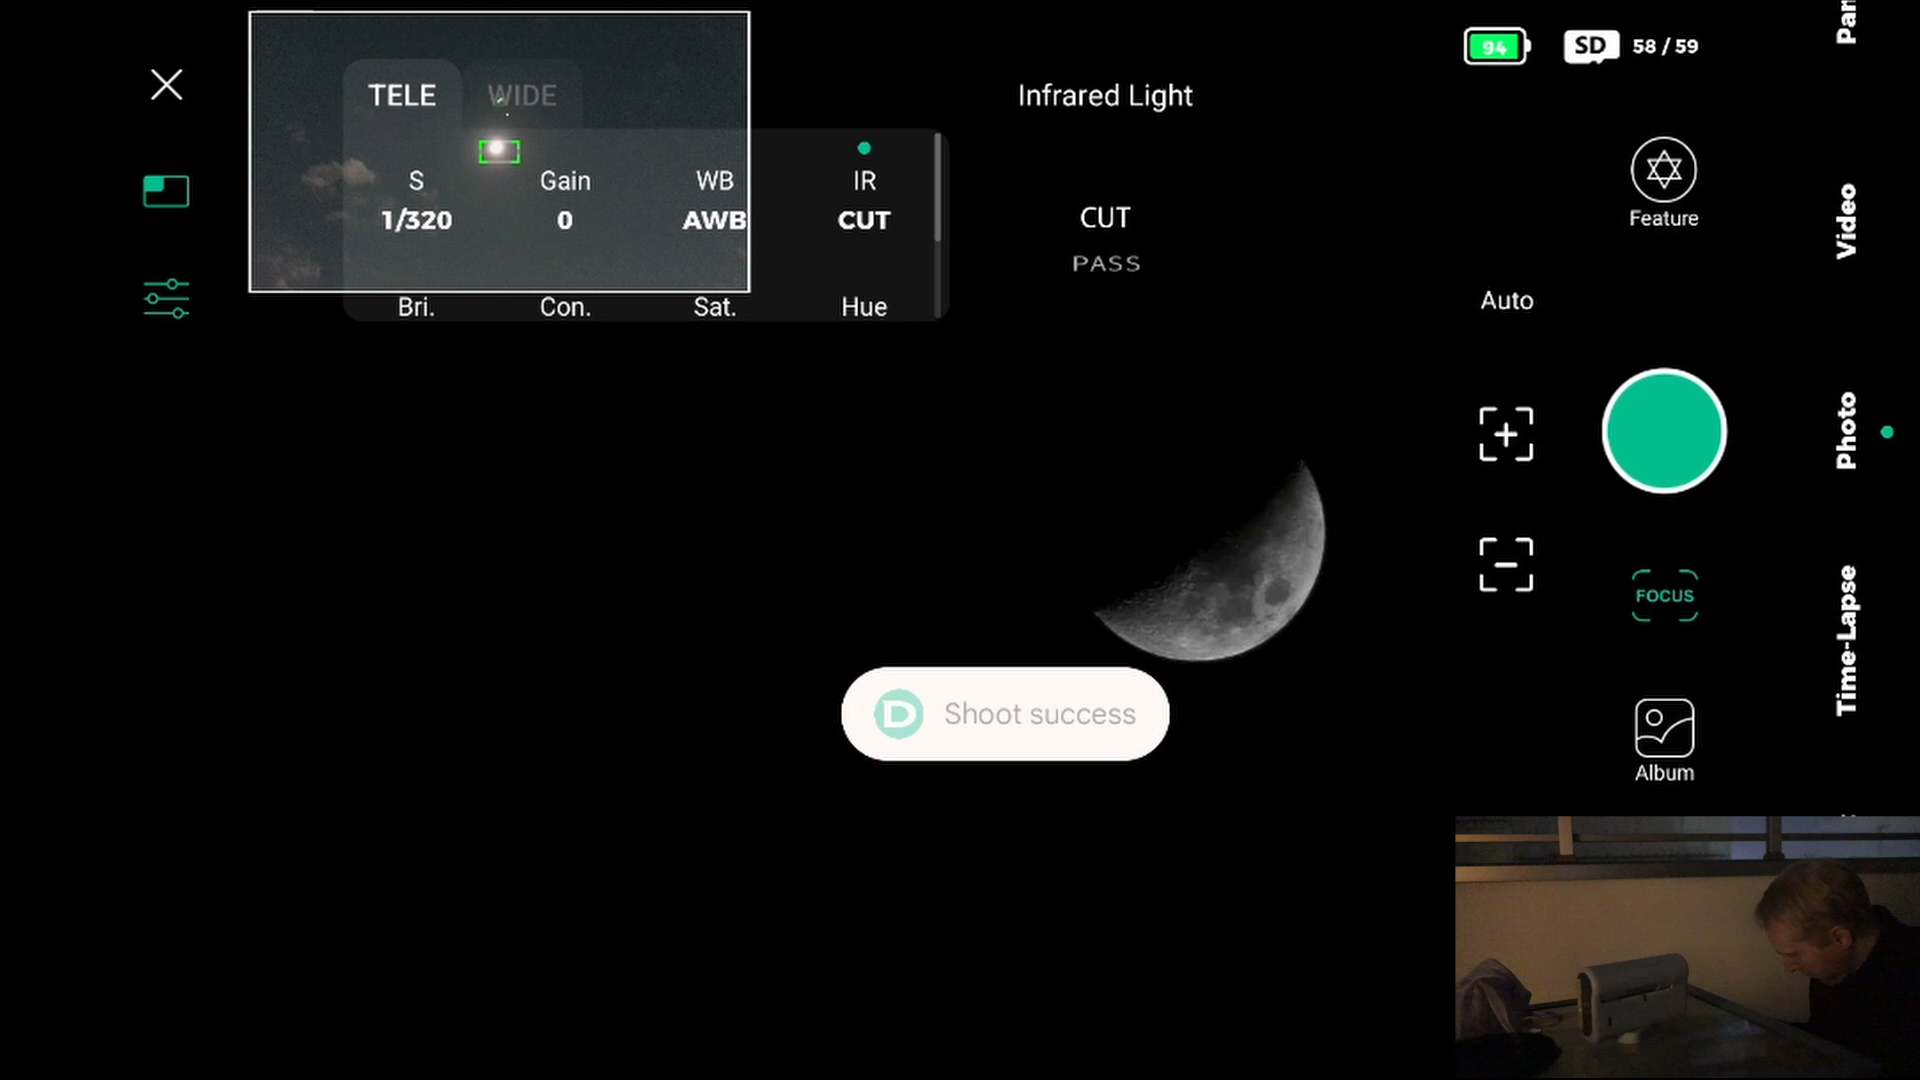 TELE WIDE
S Gain WB IR
1/320 0 AWB CUT
Bri. Con. Sat. Hue
Infrared Light
CUT
PASS
94 SD 58 / 59
Feature
Auto
FOCUS
Album
Pan
Video
Photo
Time-Lapse
D Shoot success